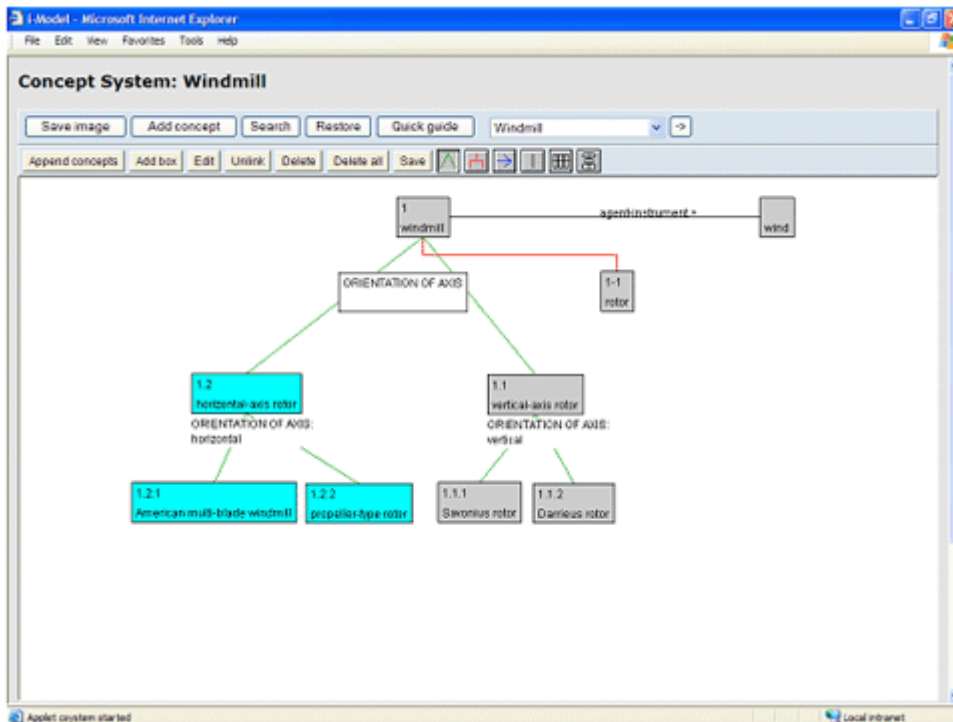 i-Model - Microsoft Internet Explorer
File Edit View Favorites Tools Help
Concept System: Windmill
Save image Add concept Search Restore Quick guide Windmill ->
Append concepts Add box Edit Unlink Delete Delete all Save
1
windmill
agent-instrument
wind
ORIENTATION OF AXIS
1-1
rotor
1.2
horizontal-axis rotor
ORIENTATION OF AXIS:
horizontal
1.1
vertical-axis rotor
ORIENTATION OF AXIS:
vertical
1.2.1
American multi-blade windmill
1.2.2
propeller-type rotor
1.1.1
Savonius rotor
1.1.2
Darrieus rotor
Applet csystem started Local intranet